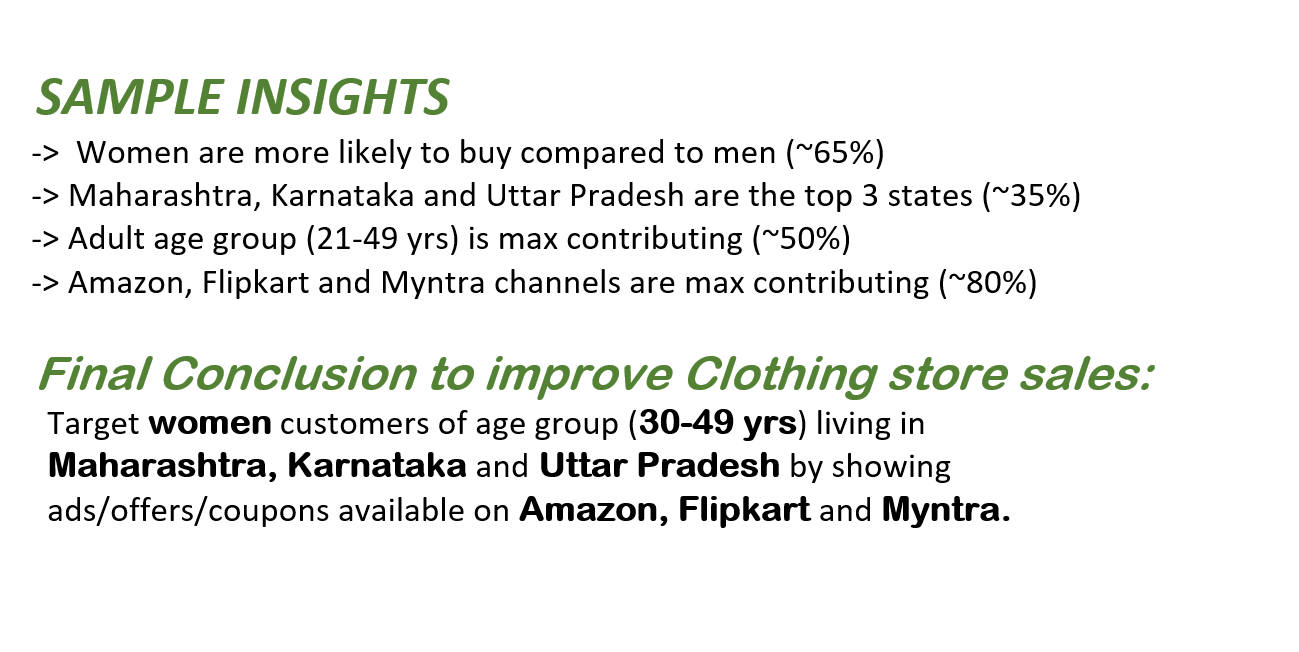 SAMPLE INSIGHTS
-> Women are more likely to buy compared to men (~65%)
-> Maharashtra, Karnataka and Uttar Pradesh are the top 3 states (~35%)
-> Adult age group (21-49 yrs) is max contributing (~50%)
-> Amazon, Flipkart and Myntra channels are max contributing (~80%)
Final Conclusion to improve Clothing store sales:
Target women customers of age group (30-49 yrs) living in
Maharashtra, Karnataka and Uttar Pradesh by showing
ads/offers/coupons available on Amazon, Flipkart and Myntra.